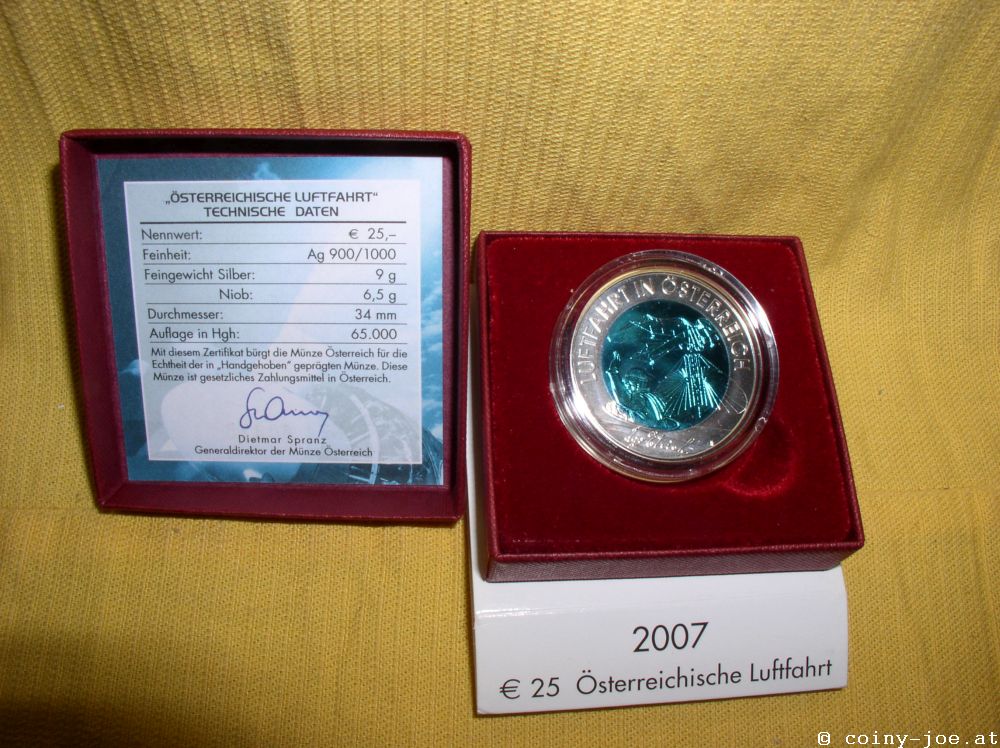 „ÖSTERREICHISCHE LUFTFAHRT“
TECHNISCHE DATEN
Nennwert: € 25,–
Feinheit: Ag 900/1000
Feingewicht Silber: 9 g
Niob: 6,5 g
Durchmesser: 34 mm
Auflage in Hgh: 65.000
Mit diesem Zertifikat bürgt die Münze Österreich für die
Echtheit der in „Handgehoben“ geprägten Münze. Diese
Münze ist gesetzliches Zahlungsmittel in Österreich.
Dietmar Spranz
Generaldirektor der Münze Österreich
LUFTFAHRT IN ÖSTERREICH
2007
€ 25 Österreichische Luftfahrt
© coiny-joe.at